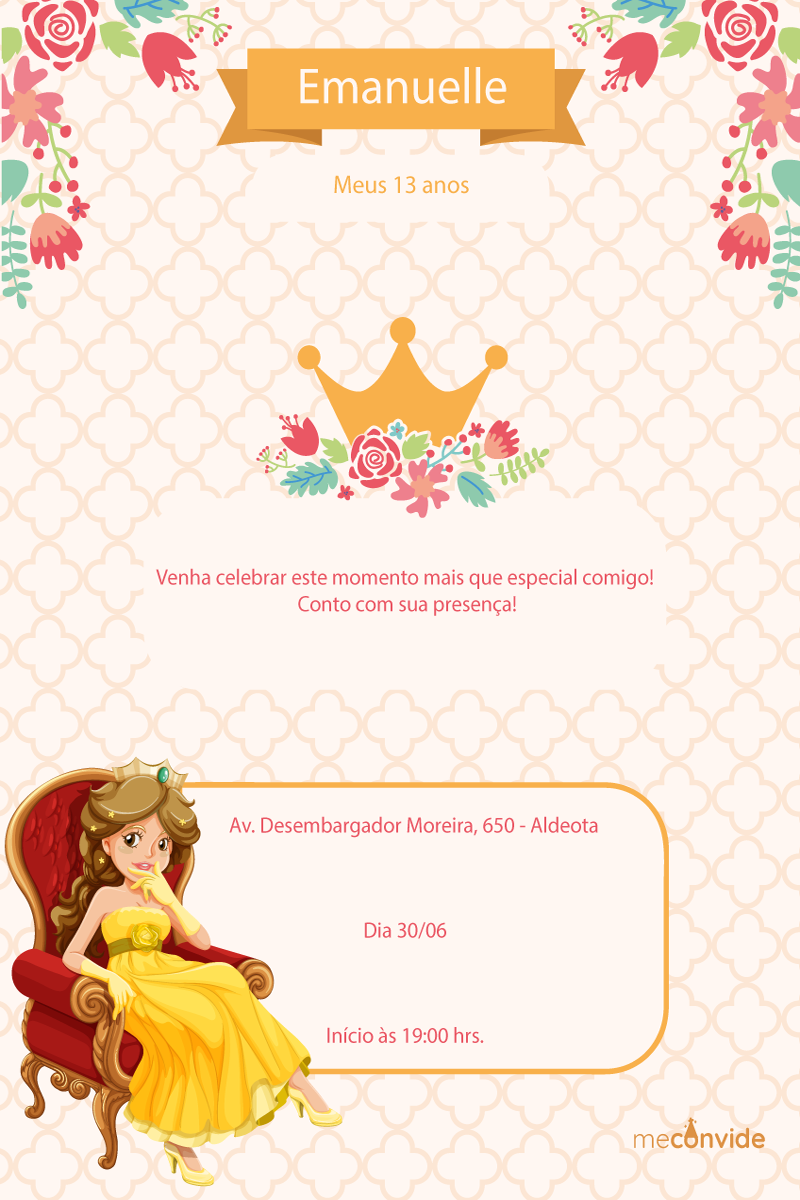 Emanuelle
Meus 13 anos
Venha celebrar este momento mais que especial comigo!
Conto com sua presença!
Av. Desembargador Moreira, 650 - Aldeota
Dia 30/06
Início às 19:00 hrs.
meconvide